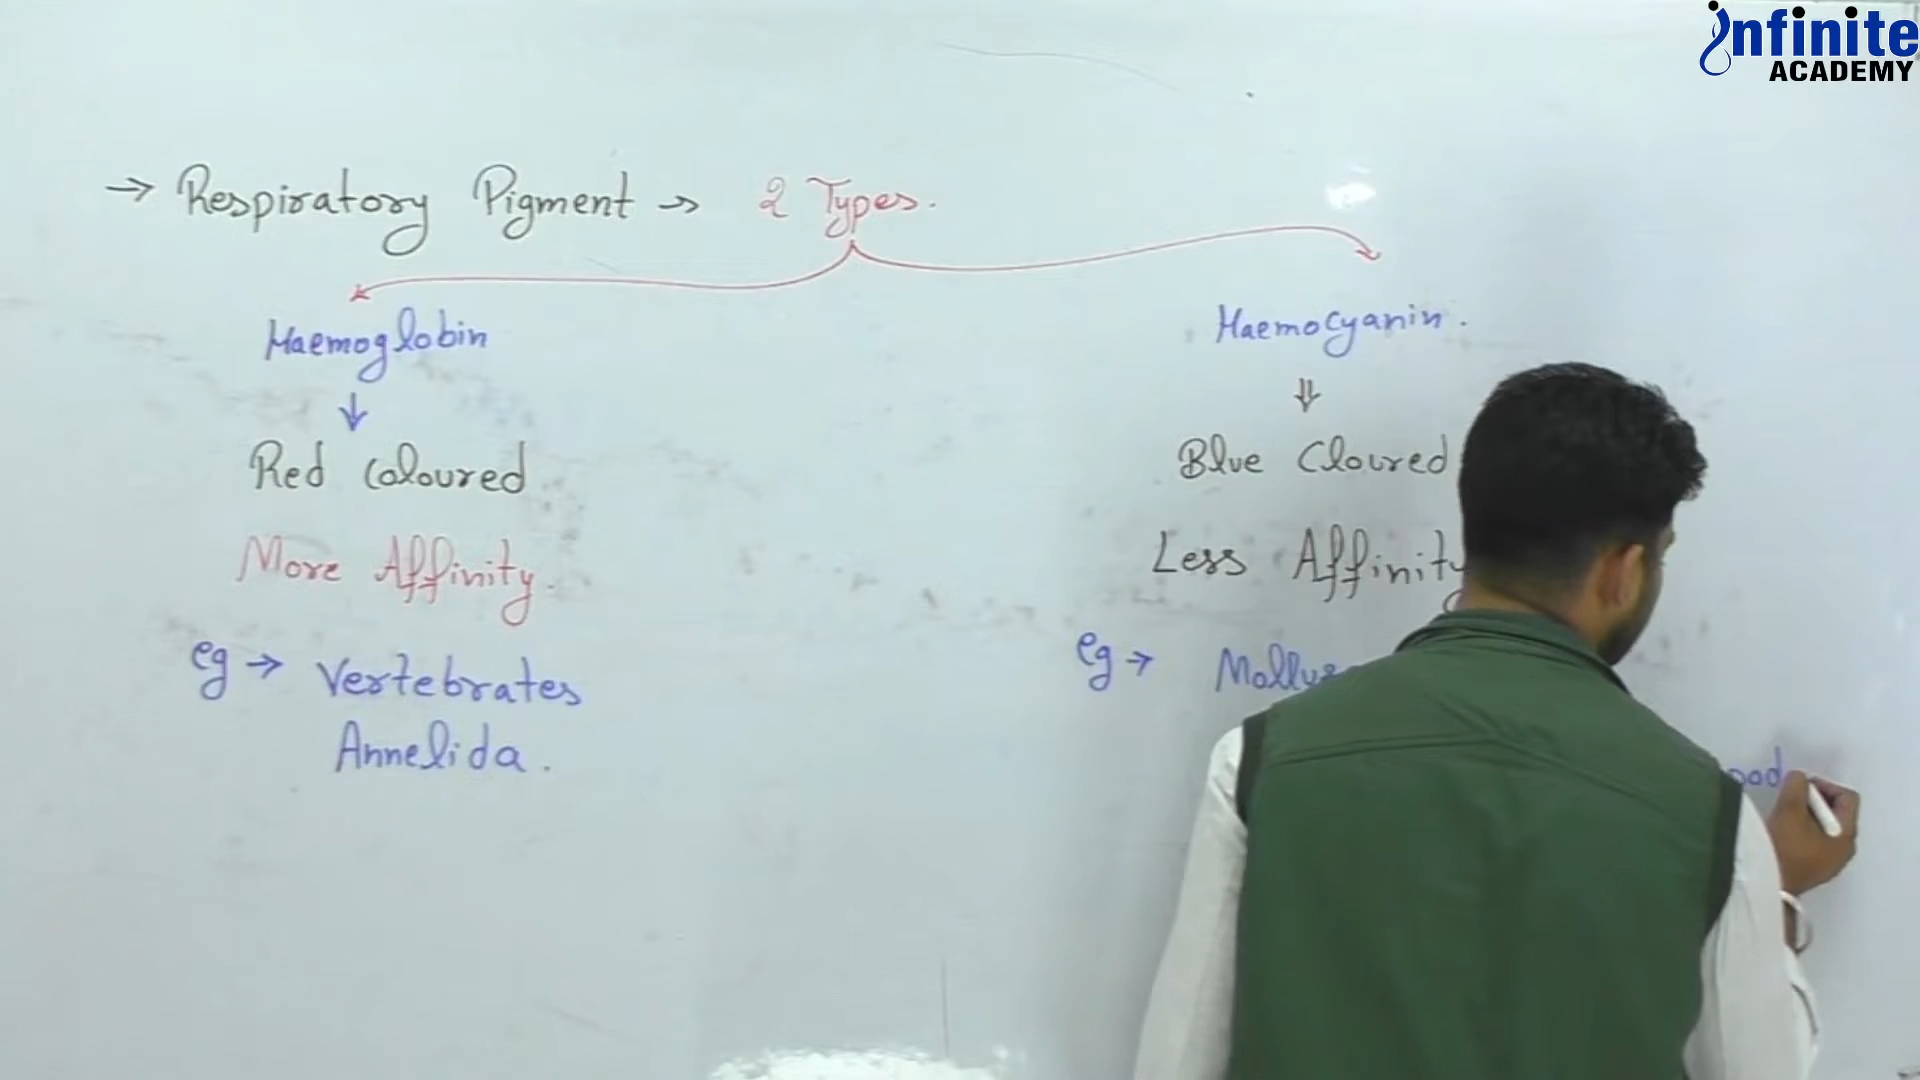 infinite
ACADEMY
→ Respiratory Pigment → 2 Types.
Haemoglobin
↓
Red Coloured
More Affinity.
eg → Vertebrates
Annelida.
Haemocyanin.
⇓
Blue Cloured
Less Affinity
eg →